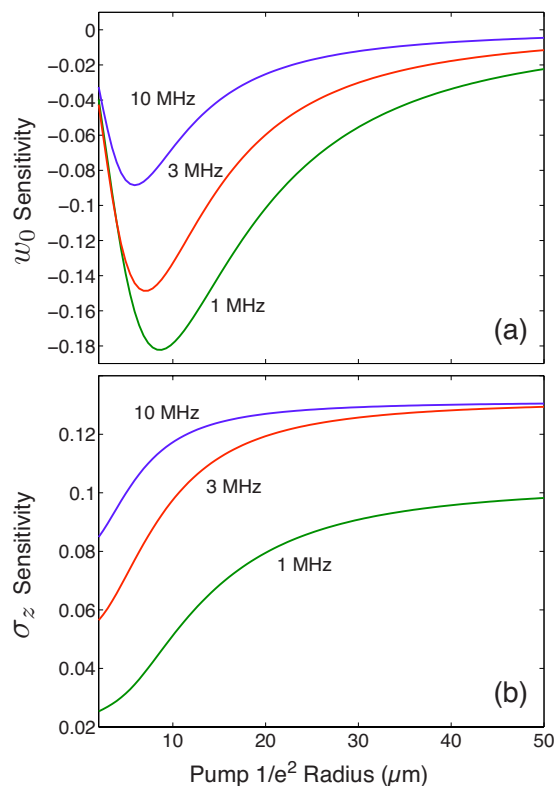 0
-0.02
-0.04
-0.06
-0.08
-0.1
-0.12
-0.14
-0.16
-0.18
w₀ Sensitivity
10 MHz
3 MHz
1 MHz
(a)
0.12
0.1
0.08
0.06
0.04
0.02
σ_z Sensitivity
10 MHz
3 MHz
1 MHz
(b)
10 20 30 40 50
Pump 1/e² Radius (µm)